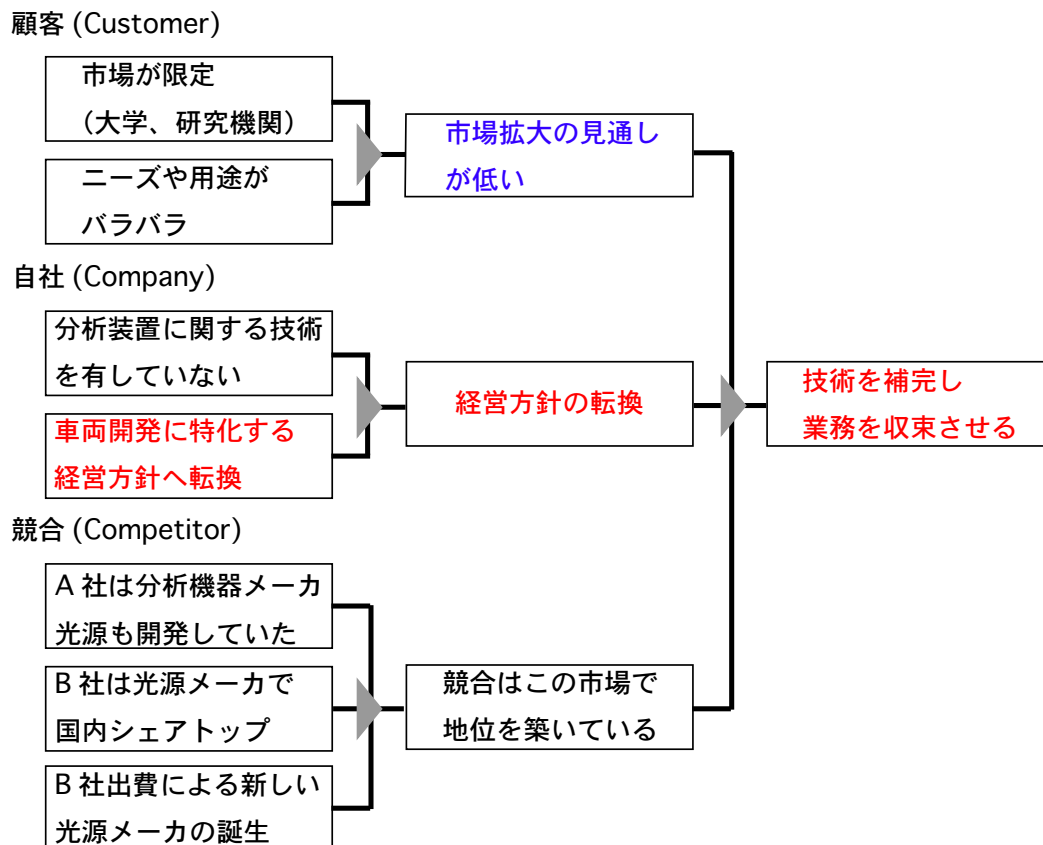 顧客 (Customer)
市場が限定
（大学、研究機関）
ニーズや用途が
バラバラ
市場拡大の見通し
が低い
自社 (Company)
分析装置に関する技術
を有していない
車両開発に特化する
経営方針へ転換
経営方針の転換
技術を補完し
業務を収束させる
競合 (Competitor)
A 社は分析機器メーカ
光源も開発していた
B 社は光源メーカで
国内シェアトップ
B 社出費による新しい
光源メーカの誕生
競合はこの市場で
地位を築いている